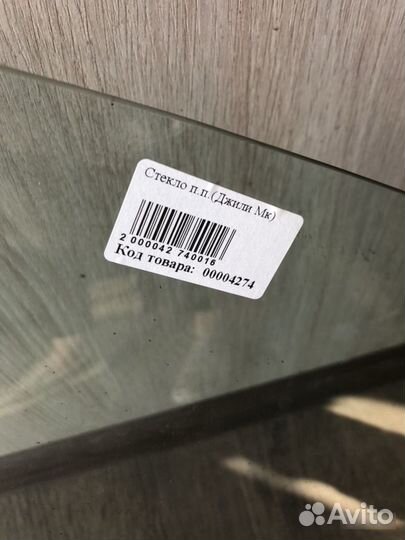 Стекло п.п.(Джили Мк)
2 000042 740016
Код товара: 00004274
Avito